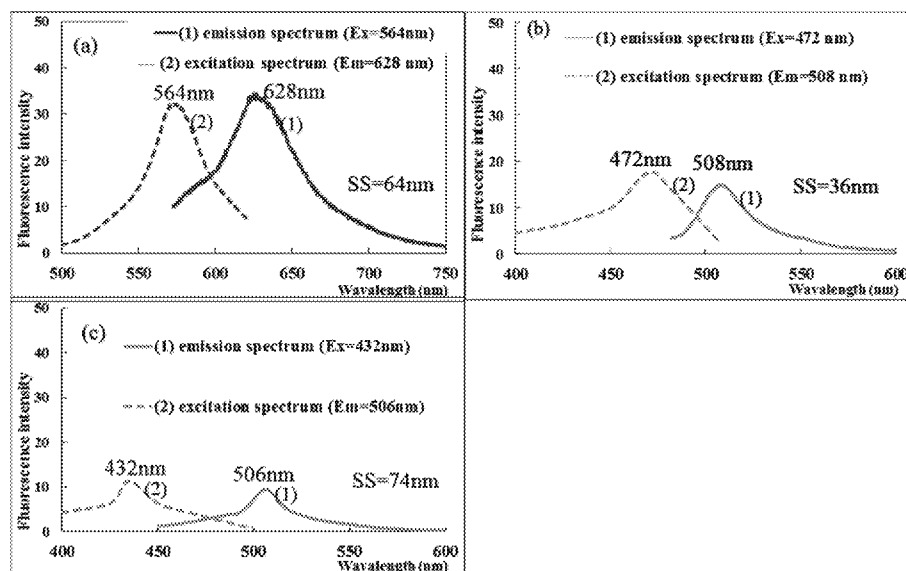 (a)
50
40
30
20
10
0
Fluorescence intensity
(1) emission spectrum (Ex=564nm)
(2) excitation spectrum (Em=628 nm)
564nm
628nm
(2)
(1)
SS=64nm
500 550 600 650 700 750
Wavalength (nm)
(b)
50
40
30
20
10
0
Fluorescence intensity
(1) emission spectrum (Ex=472 nm)
(2) excitation spectrum (Em=508 nm)
472nm
508nm
(2)
(1)
SS=36nm
400 450 500 550 600
Wavalength (nm)
(c)
50
40
30
20
10
0
Fluorescence intensity
(1) emission spectrum (Ex=432nm)
(2) excitation spectrum (Em=506nm)
432nm
506nm
(2)
(1)
SS=74nm
400 450 500 550 600
Wavalength (nm)